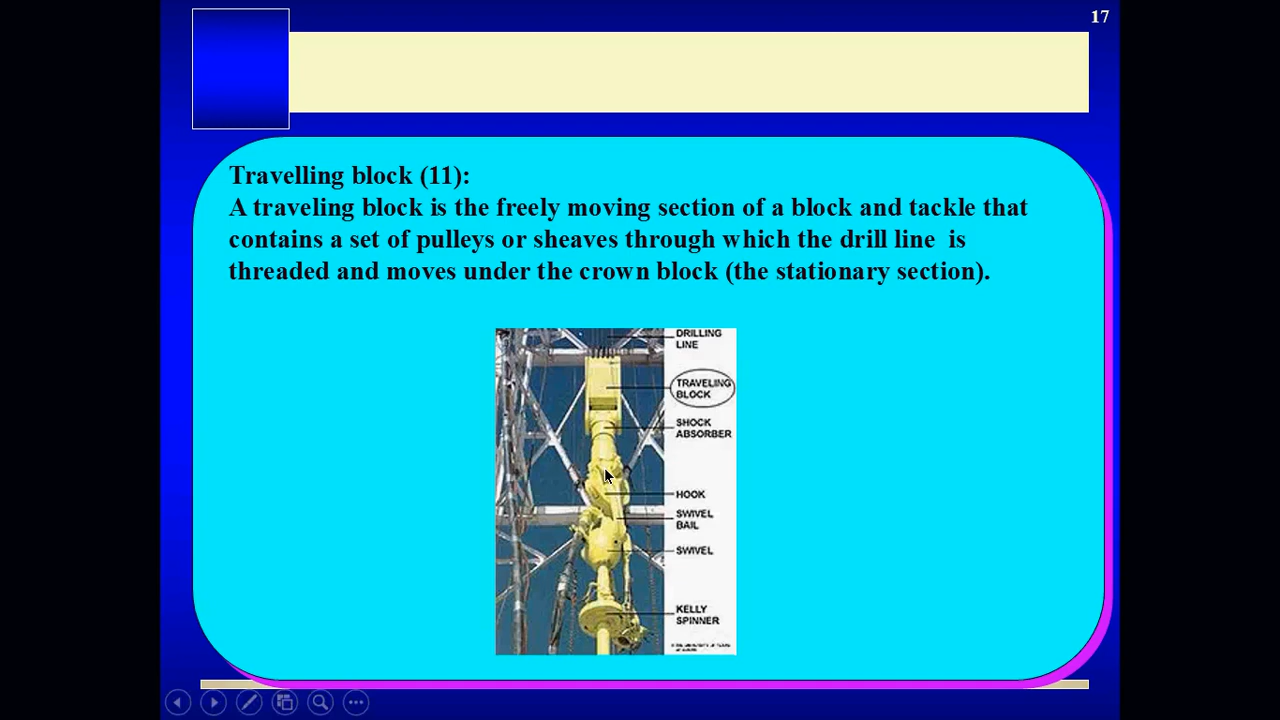 17
Travelling block (11):
A traveling block is the freely moving section of a block and tackle that
contains a set of pulleys or sheaves through which the drill line  is
threaded and moves under the crown block (the stationary section).
DRILLING
LINE
TRAVELING
BLOCK
SHOCK
ABSORBER
HOOK
SWIVEL
BAIL
SWIVEL
KELLY
SPINNER